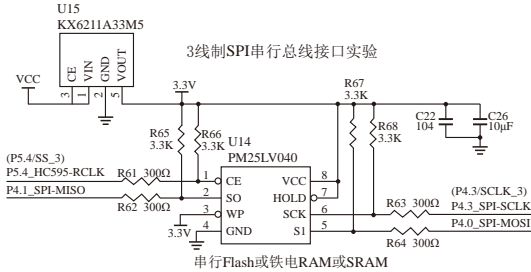 U15
KX6211A33M5
3线制SPI串行总线接口实验
CE
VIN
GND
VOUT
VCC
3 1 2 5
3.3V
R67
3.3K
R65
3.3K
R66
3.3K
U14
PM25LV040
R68
3.3K
C22
104
C26
10μF
(P5.4/SS_3)
P5.4_HC595-RCLK
R61 300Ω
1 CE
VCC 8
P4.1_SPI-MISO
R62 300Ω
2 SO
HOLD 7
3 WP
SCK 6
R63 300Ω
(P4.3/SCLK_3)
P4.3_SPI-SCLK
3.3V
4 GND
S1 5
R64 300Ω
P4.0_SPI-MOSI
串行Flash或铁电RAM或SRAM